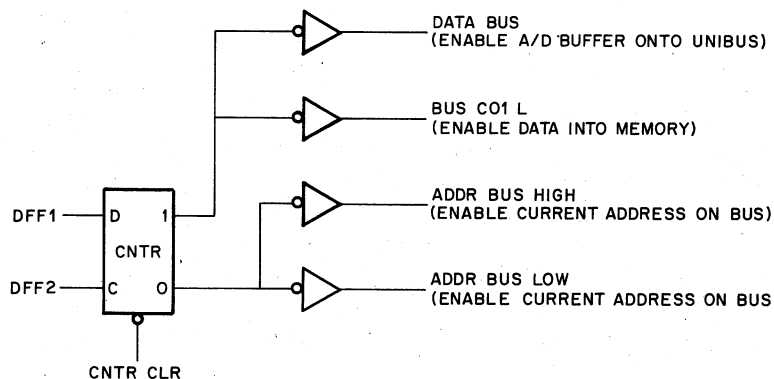 DATA BUS
(ENABLE A/D BUFFER ONTO UNIBUS)
BUS CO1 L
(ENABLE DATA INTO MEMORY)
ADDR BUS HIGH
(ENABLE CURRENT ADDRESS ON BUS)
DFF1
D
1
CNTR
DFF2
C
0
ADDR BUS LOW
(ENABLE CURRENT ADDRESS ON BUS
CNTR CLR